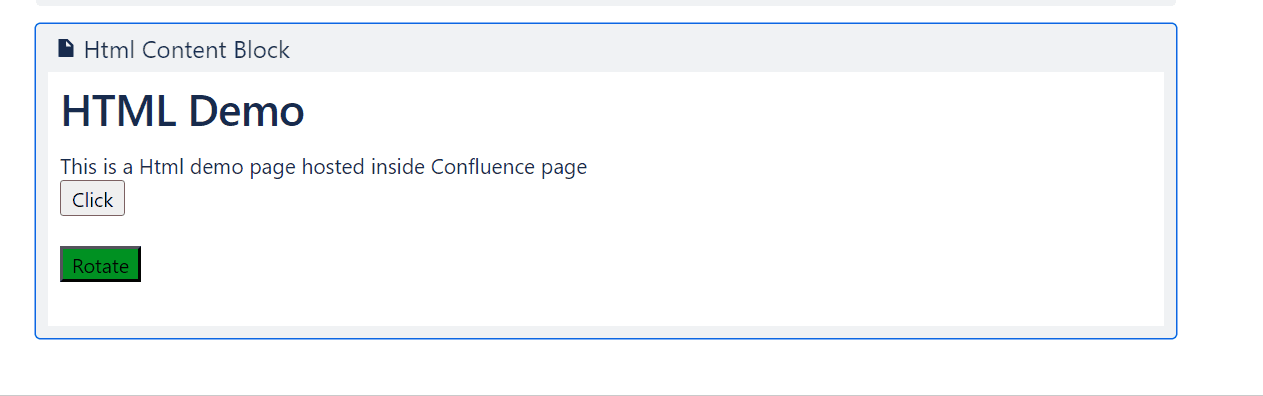 Html Content Block
HTML Demo
This is a Html demo page hosted inside Confluence page
Click
Rotate